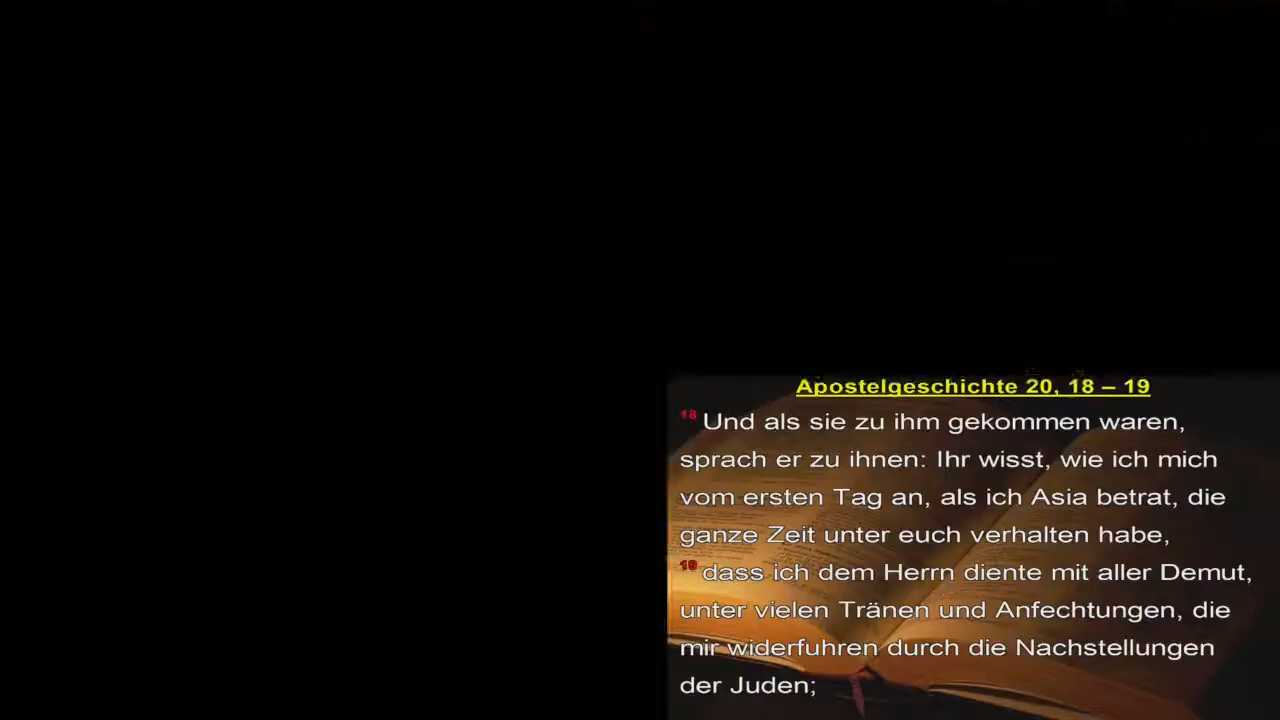 Apostelgeschichte 20, 18 – 19
18 Und als sie zu ihm gekommen waren,
sprach er zu ihnen: Ihr wisst, wie ich mich
vom ersten Tag an, als ich Asia betrat, die
ganze Zeit unter euch verhalten habe,
19 dass ich dem Herrn diente mit aller Demut,
unter vielen Tränen und Anfechtungen, die
mir widerfuhren durch die Nachstellungen
der Juden;